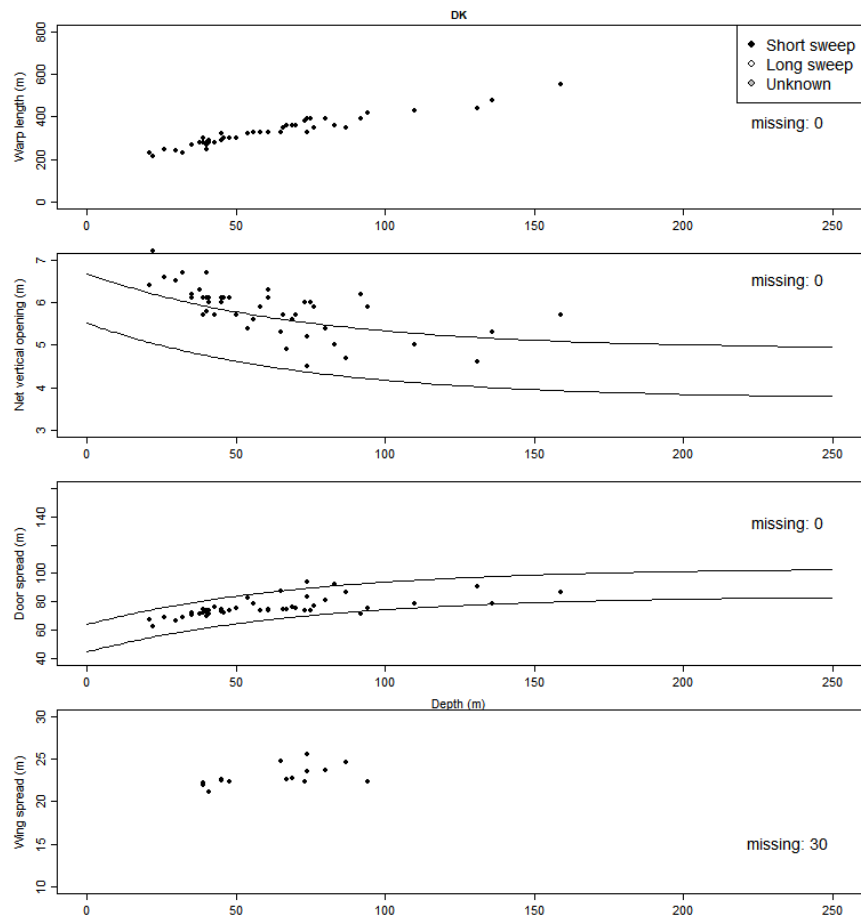 DK
Warp length (m)
800
600
400
200
0
Short sweep
Long sweep
Unknown
missing: 0
0 50 100 150 200 250
Net vertical opening (m)
7
6
5
4
3
missing: 0
0 50 100 150 200 250
Door spread (m)
140
100
80
60
40
missing: 0
0 50 100 150 200 250
Depth (m)
Wing spread (m)
30
25
20
15
10
missing: 30
0 50 100 150 200 250